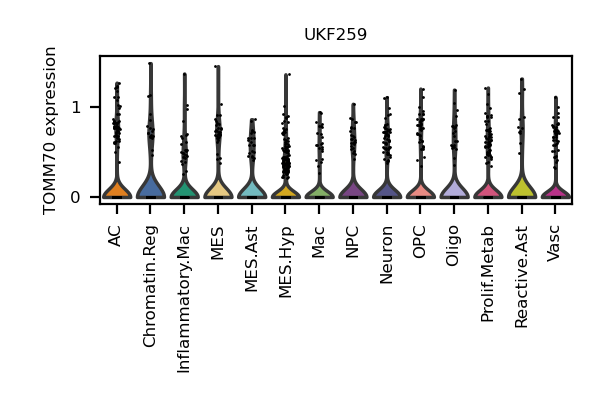 UKF259
TOMM70 expression
1
0
AC
Chromatin.Reg
Inflammatory.Mac
MES
MES.Ast
MES.Hyp
Mac
NPC
Neuron
OPC
Oligo
Prolif.Metab
Reactive.Ast
Vasc